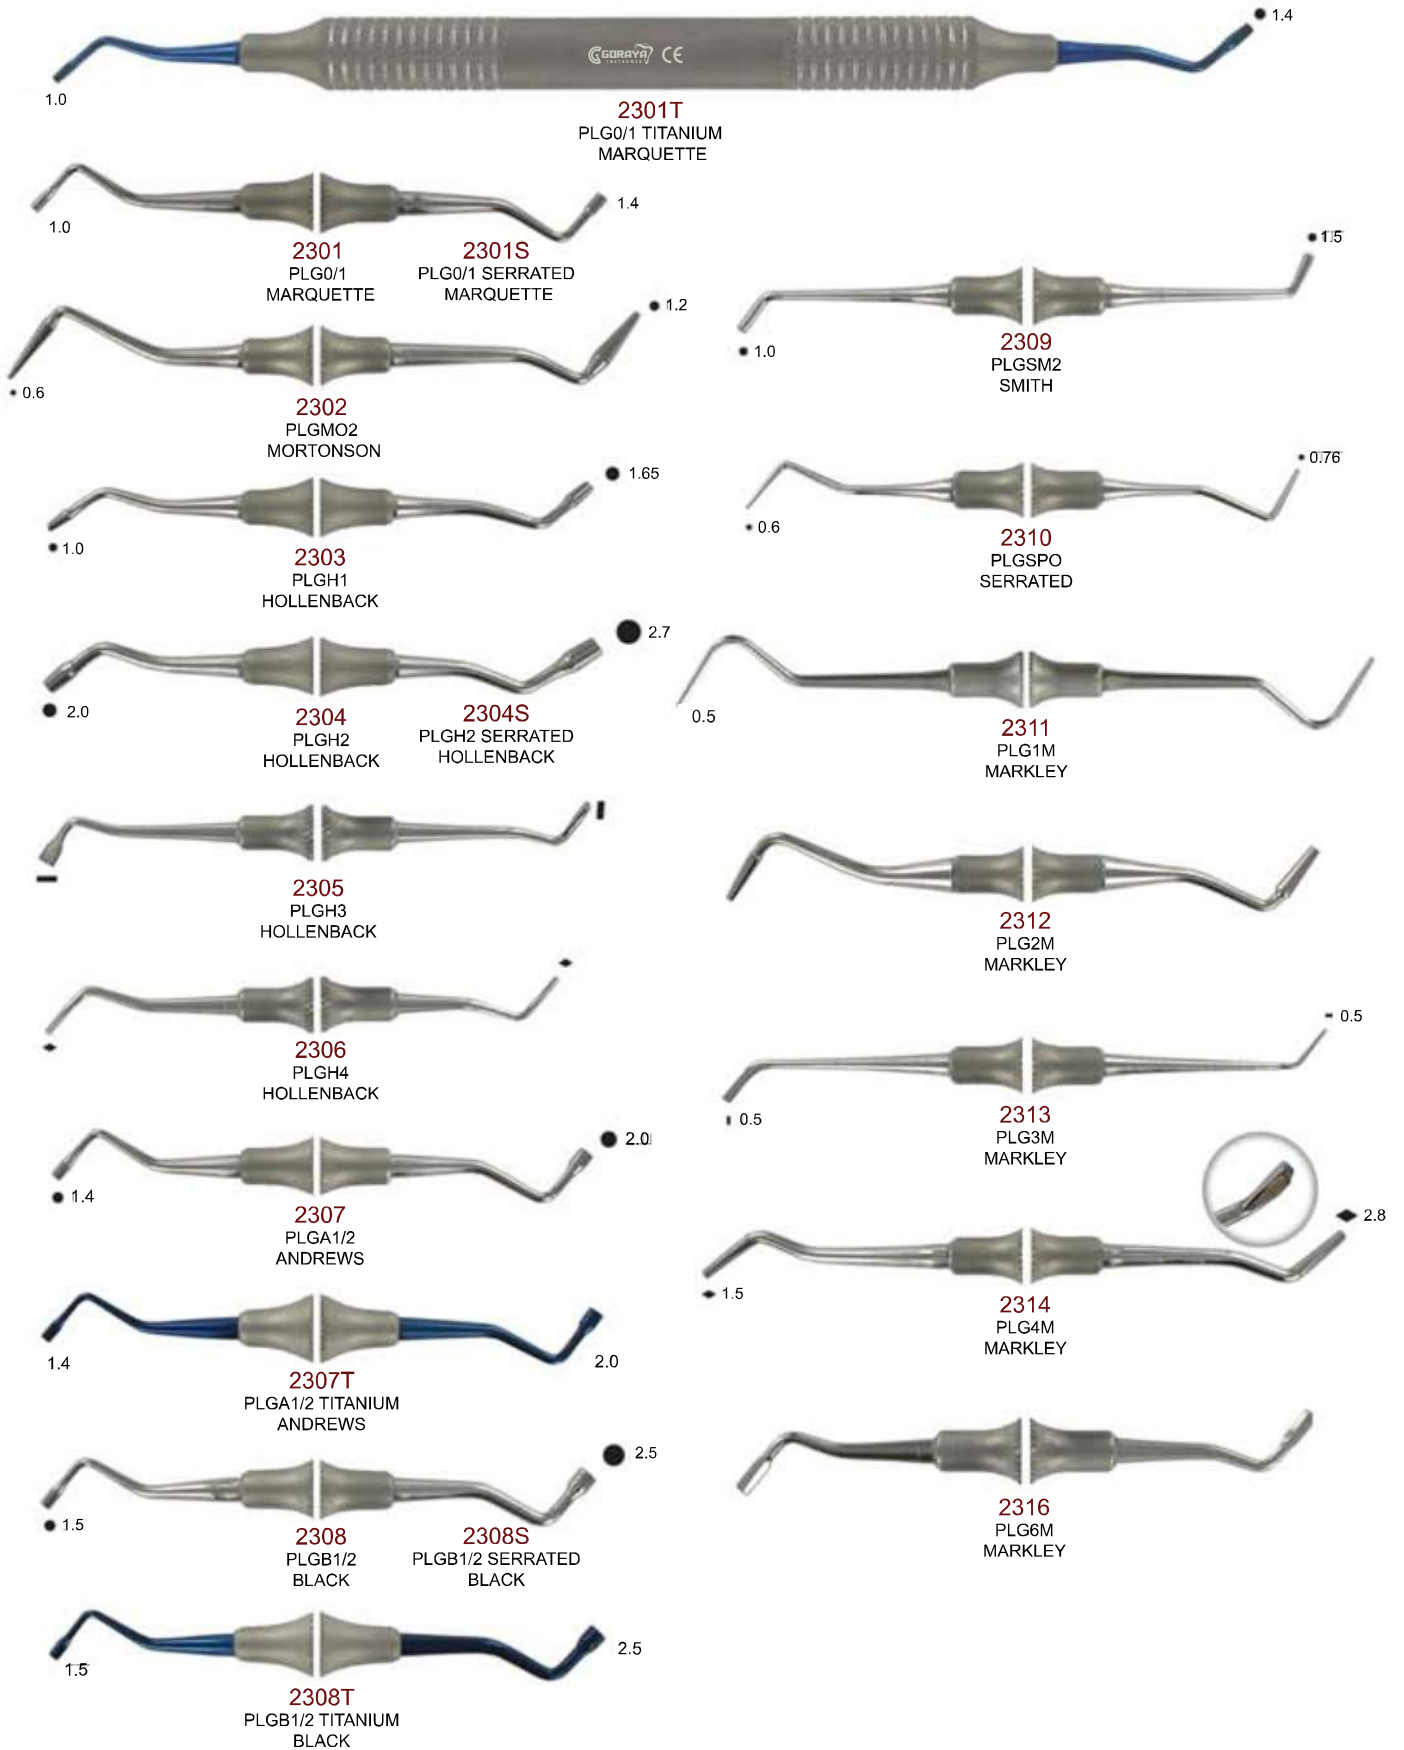 1.4
GORAYA CE
1.0
2301T
PLG0/1 TITANIUM
MARQUETTE
1.0
1.4
2301
PLG0/1
MARQUETTE
2301S
PLG0/1 SERRATED
MARQUETTE
1.2
0.6
2302
PLGMO2
MORTONSON
1.65
1.0
2303
PLGH1
HOLLENBACK
2.7
2.0
2304
PLGH2
HOLLENBACK
2304S
PLGH2 SERRATED
HOLLENBACK
2305
PLGH3
HOLLENBACK
2306
PLGH4
HOLLENBACK
2.0
1.4
2307
PLGA1/2
ANDREWS
1.4
2.0
2307T
PLGA1/2 TITANIUM
ANDREWS
2.5
1.5
2308
PLGB1/2
BLACK
2308S
PLGB1/2 SERRATED
BLACK
1.5
2.5
2308T
PLGB1/2 TITANIUM
BLACK
1.5
1.0
2309
PLGSM2
SMITH
0.76
0.6
2310
PLGSPO
SERRATED
0.5
2311
PLG1M
MARKLEY
2312
PLG2M
MARKLEY
0.5
0.5
2313
PLG3M
MARKLEY
2.8
1.5
2314
PLG4M
MARKLEY
2316
PLG6M
MARKLEY